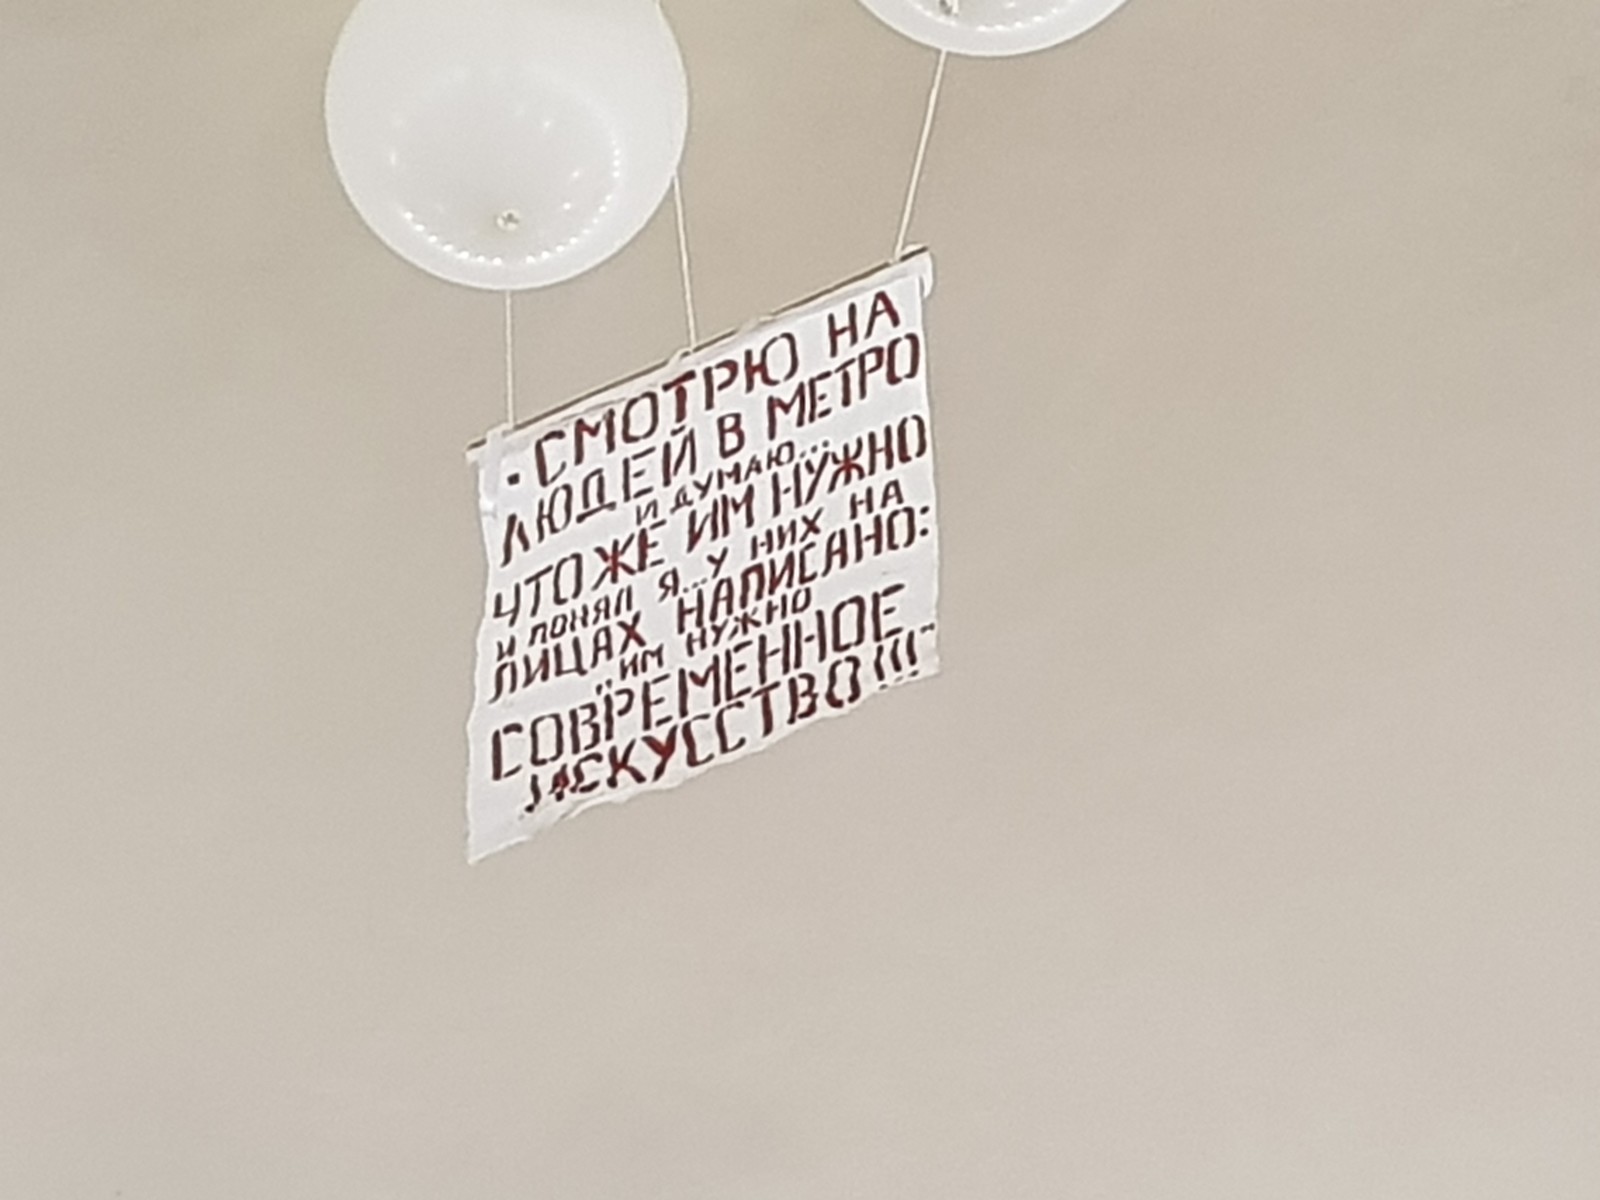 ·СМОТРЮ НА
ЛЮДЕЙ В МЕТРО
И ДУМАЮ...
ЧТО ЖЕ ИМ НУЖНО
И ПОНЯЛ Я...У НИХ НА
ЛИЦАХ НАПИСАНО:
"ИМ НУЖНО
СОВРЕМЕННОЕ
ИСКУССТВО!!!"